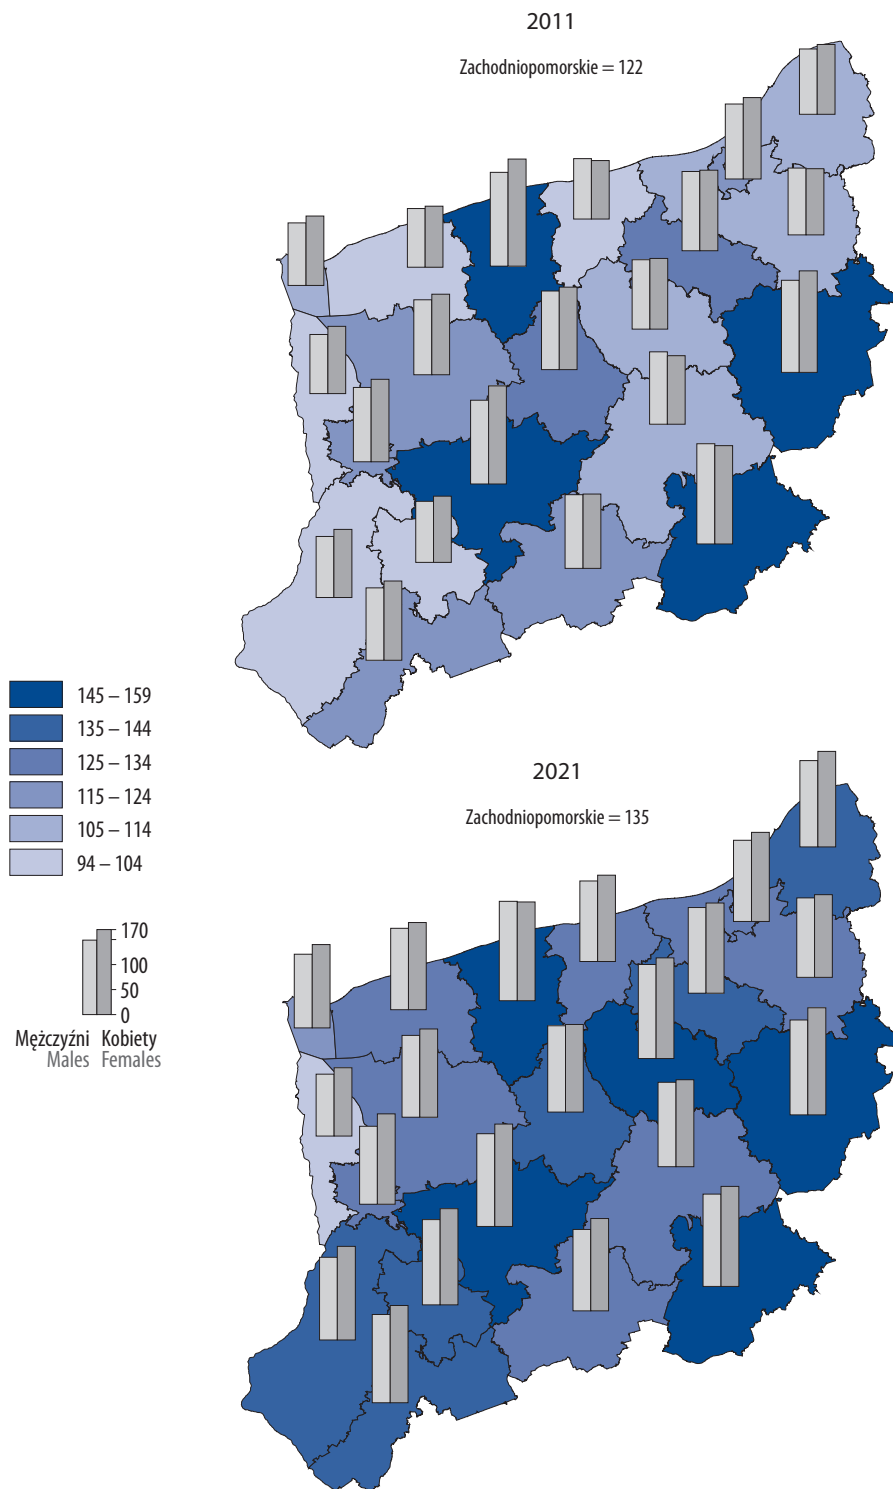 2011
Zachodniopomorskie = 122
145 – 159
135 – 144
125 – 134
115 – 124
105 – 114
94 – 104
2021
Zachodniopomorskie = 135
170
100
50
0
Mężczyźni Kobiety
Males Females